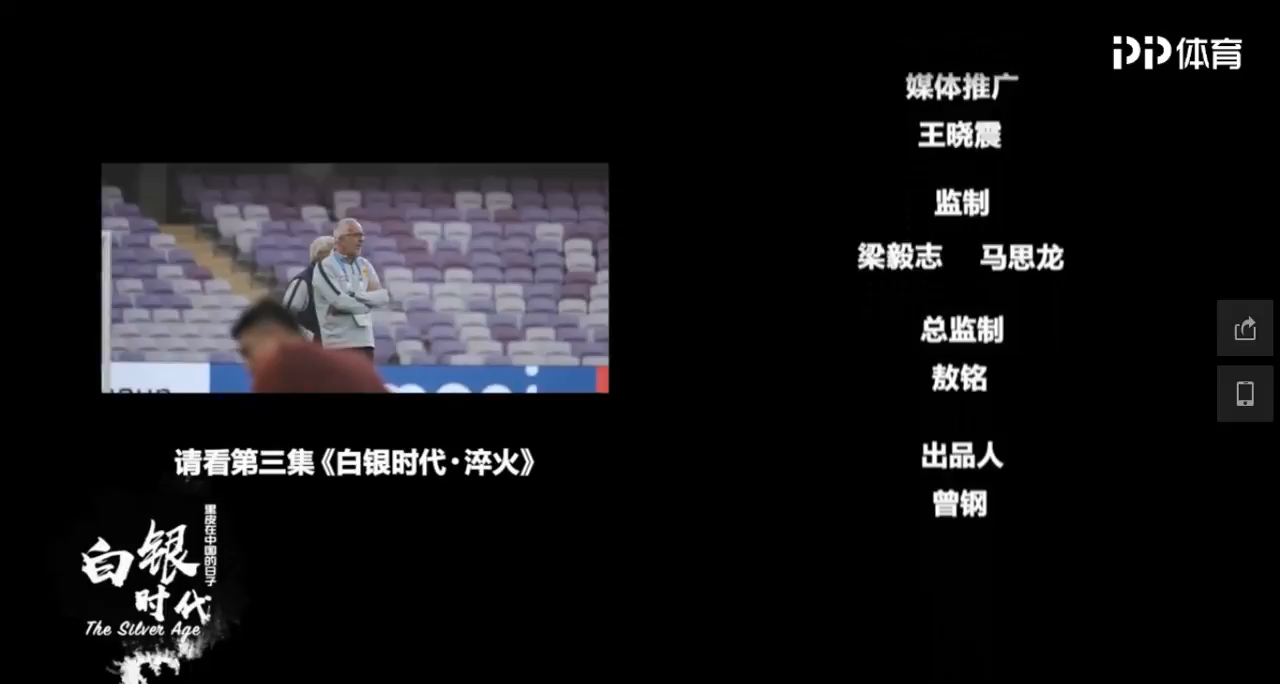 PP体育
媒体推广
王晓震
监制
梁毅志 马思龙
总监制
敖铭
出品人
曾钢
请看第三集《白银时代·淬火》
白银时代
黑皮在中国的日子
The Silver Age